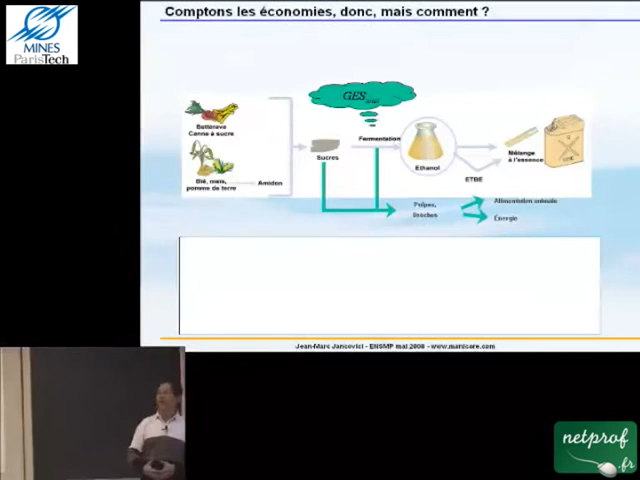 Comptons les économies, donc, mais comment ?
MINES
ParisTech
GES
Betterave
Canne à sucre
Sucres
Fermentation
Ethanol
Mélange
à l'essence
Blé, maïs,
pomme de terre
Amidon
ETBE
Pulpes,
Drèches
Alimentation animale
Énergie
Jean-Marc Jancovici - ENSMP mai 2008 - www.manicore.com
netprof
.fr